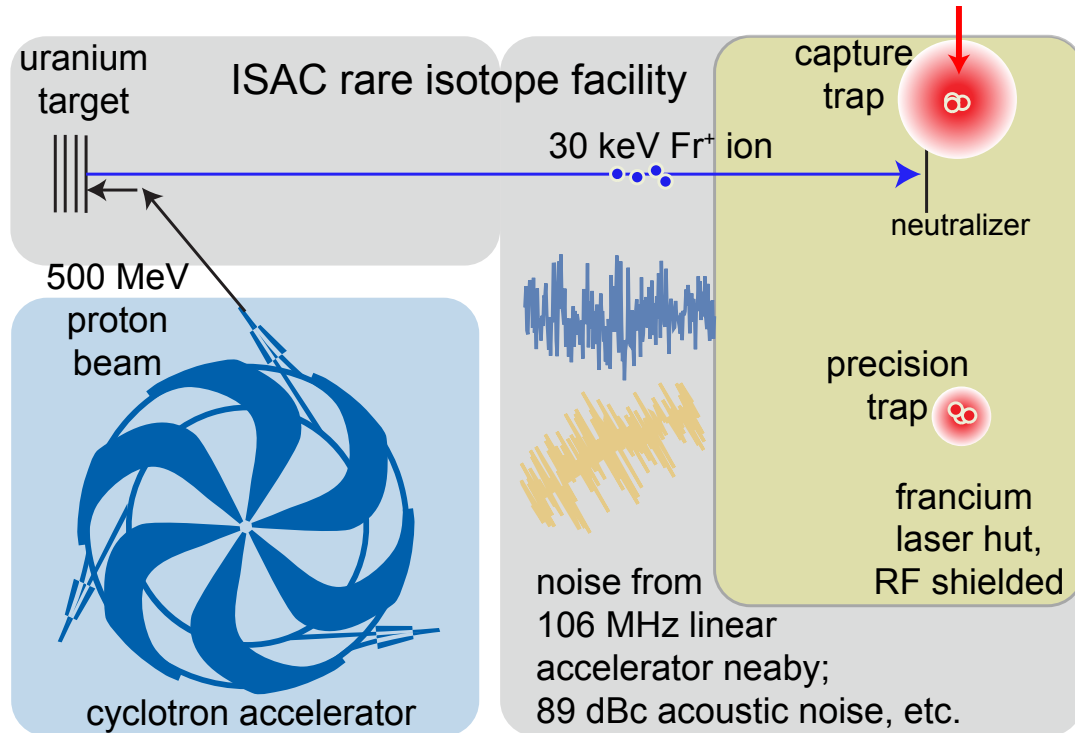 uranium
target
ISAC rare isotope facility
capture
trap
30 keV Fr⁺ ion
neutralizer
500 MeV
proton
beam
precision
trap
francium
laser hut,
RF shielded
noise from
106 MHz linear
accelerator neaby;
89 dBc acoustic noise, etc.
cyclotron accelerator